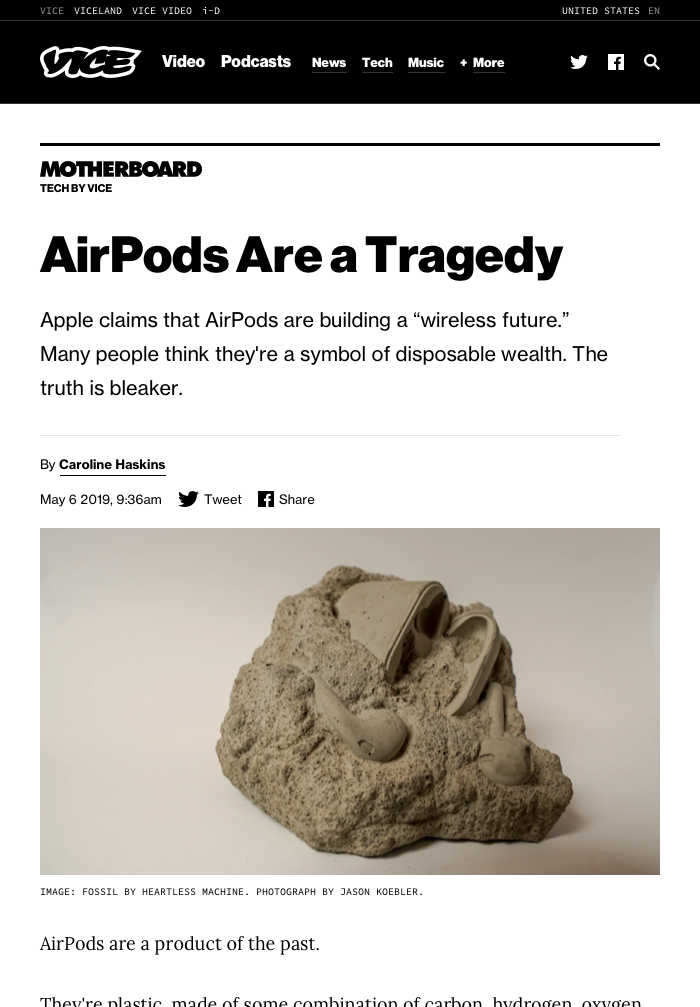 VICE VICELAND VICE VIDEO i-D UNITED STATES EN
VICE Video Podcasts News Tech Music + More
MOTHERBOARD
TECH BY VICE
AirPods Are a Tragedy
Apple claims that AirPods are building a “wireless future.”
Many people think they're a symbol of disposable wealth. The
truth is bleaker.
By Caroline Haskins
May 6 2019, 9:36am Tweet Share
IMAGE: FOSSIL BY HEARTLESS MACHINE. PHOTOGRAPH BY JASON KOEBLER.
AirPods are a product of the past.
They're plastic, made of some combination of carbon, hydrogen, oxygen,